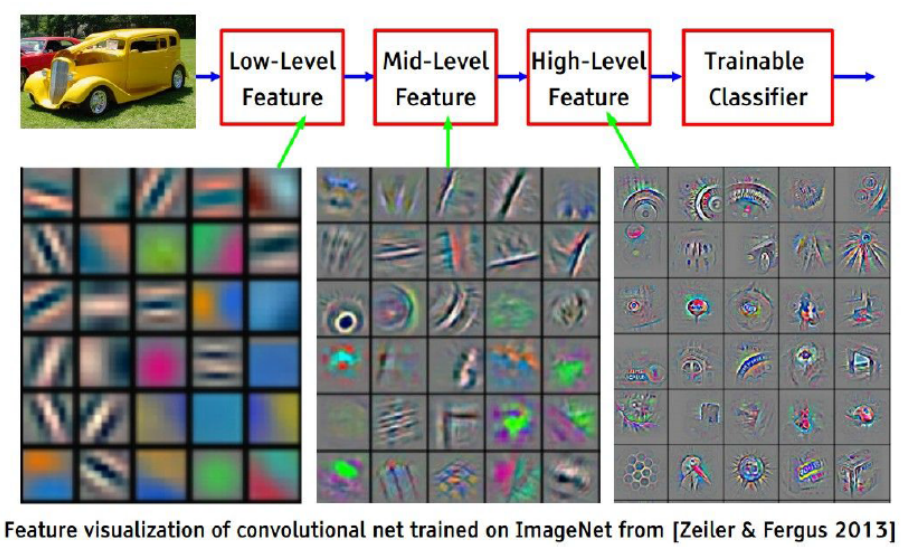 Low-Level
Feature
Mid-Level
Feature
High-Level
Feature
Trainable
Classifier
Feature visualization of convolutional net trained on ImageNet from [Zeiler & Fergus 2013]